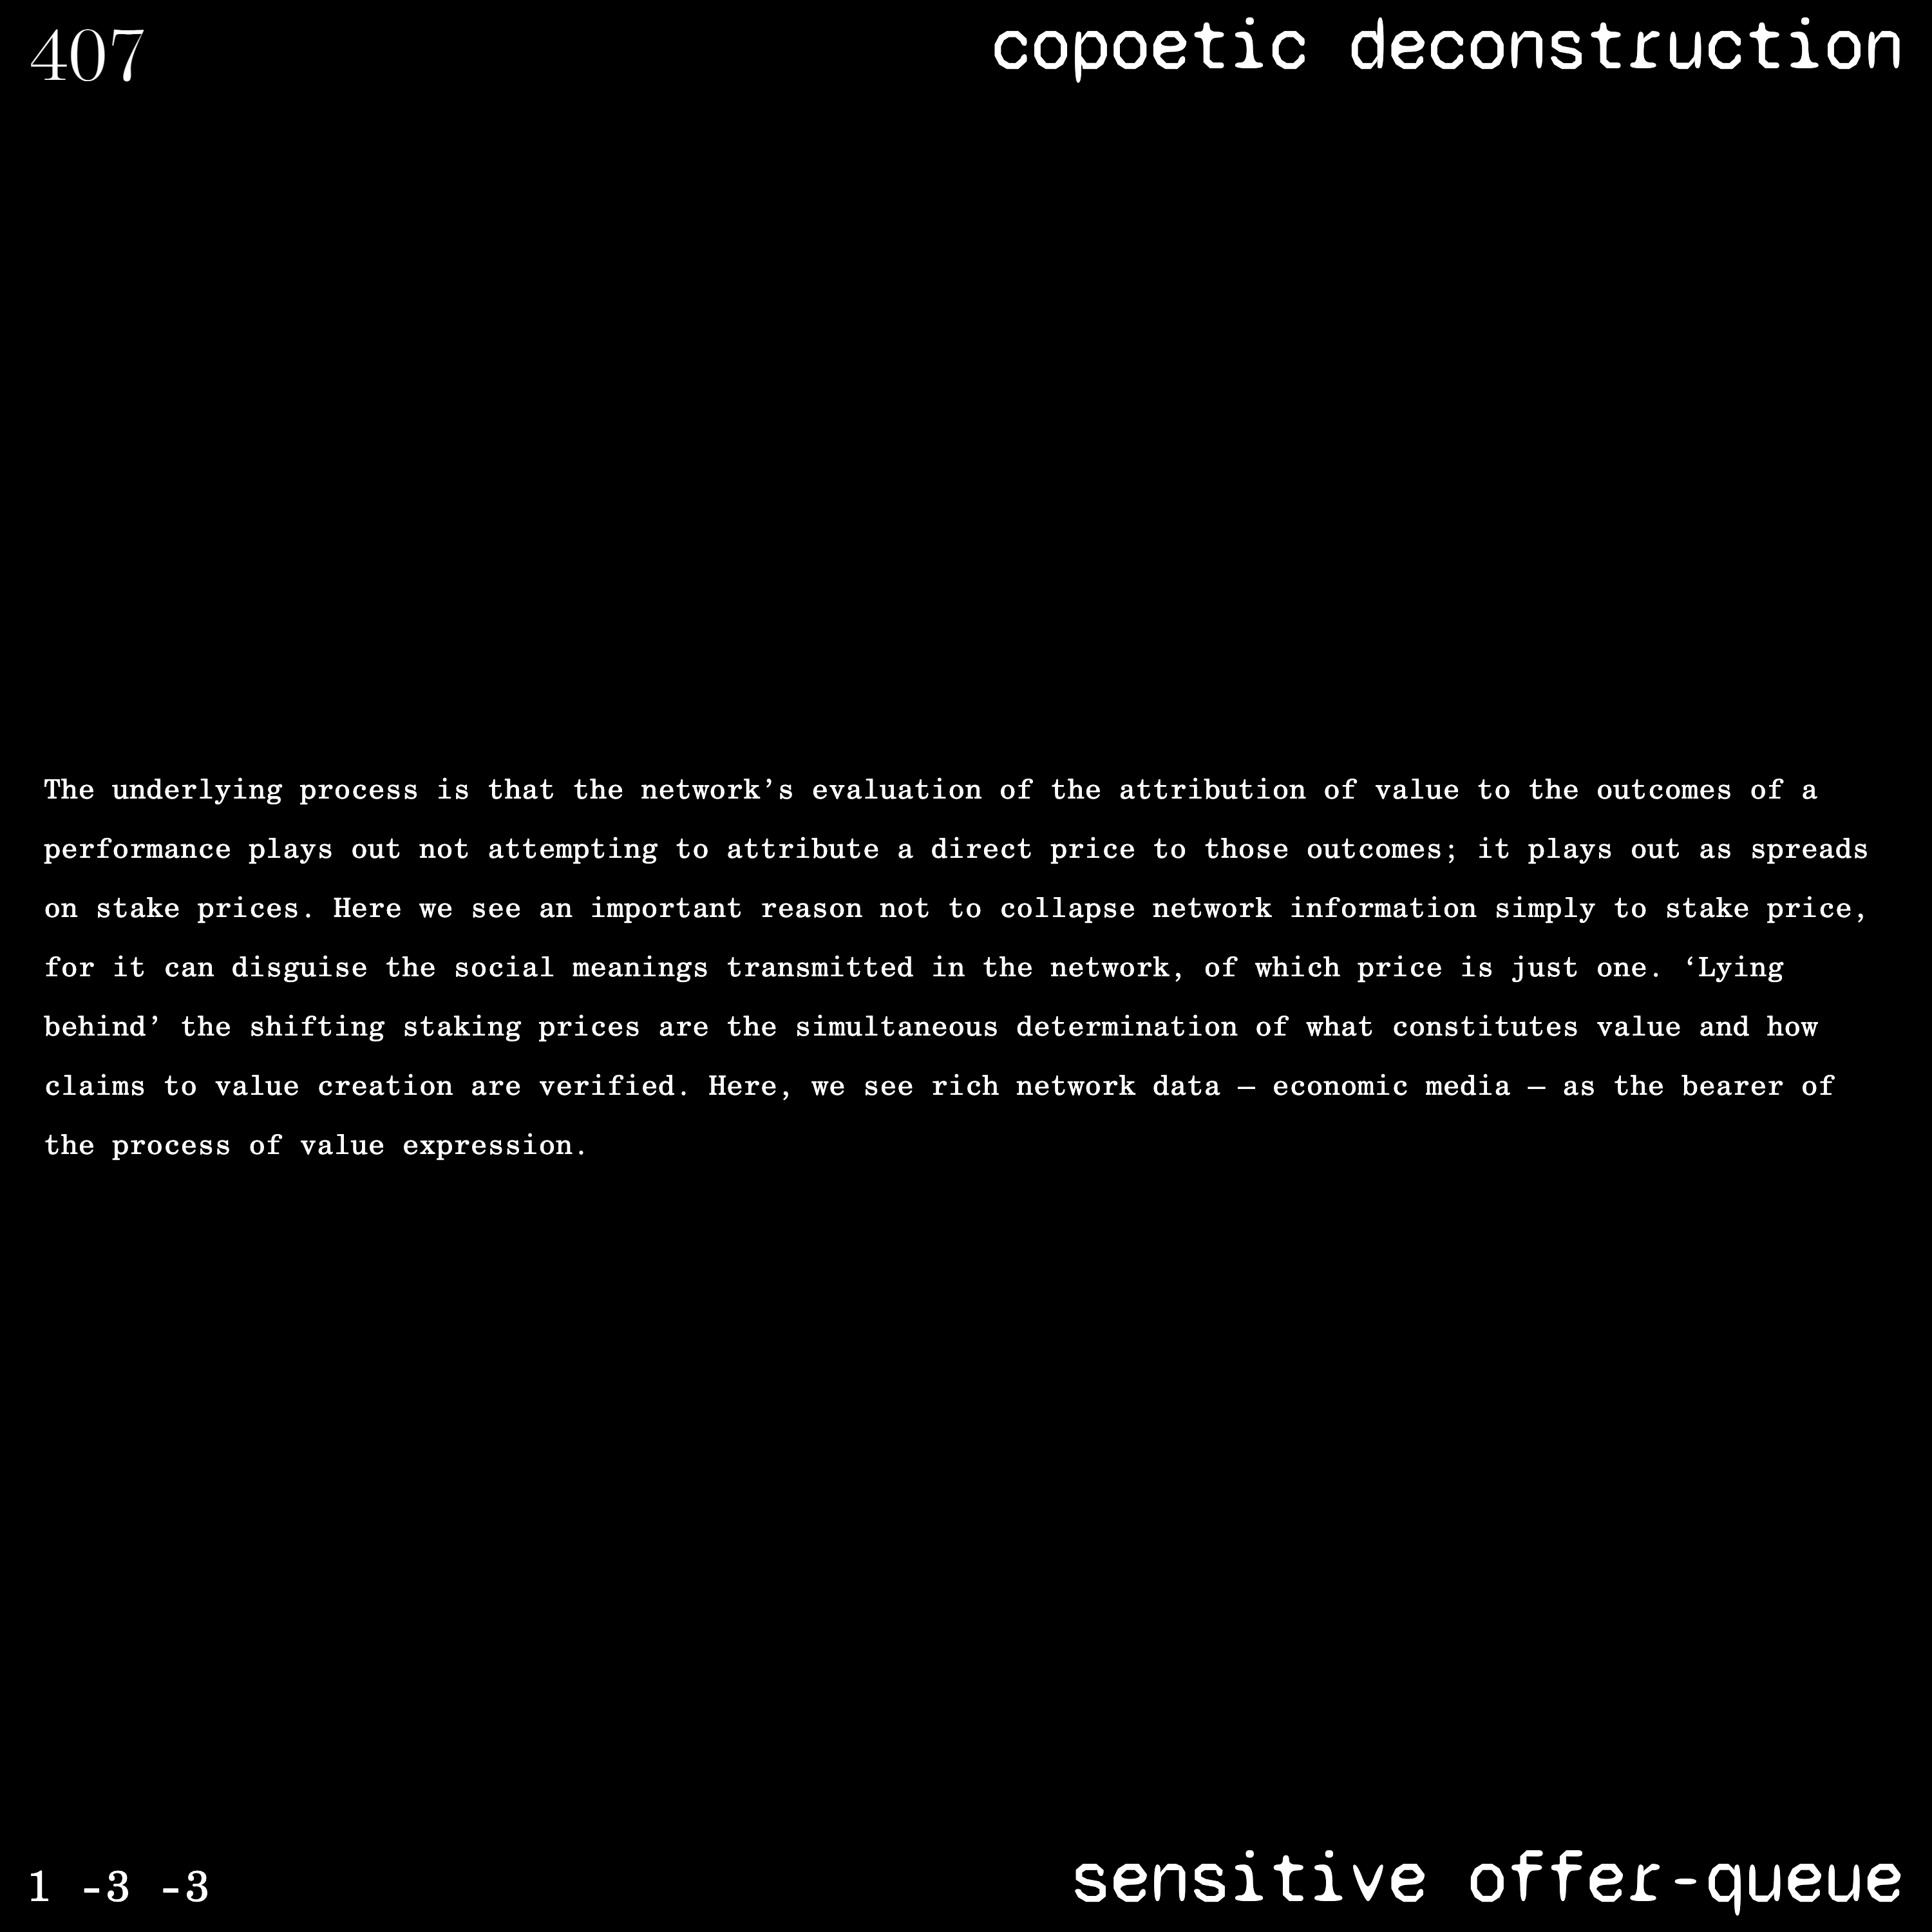 407
copoetic deconstruction
The underlying process is that the network’s evaluation of the attribution of value to the outcomes of a
performance plays out not attempting to attribute a direct price to those outcomes; it plays out as spreads
on stake prices. Here we see an important reason not to collapse network information simply to stake price,
for it can disguise the social meanings transmitted in the network, of which price is just one. ‘Lying
behind’ the shifting staking prices are the simultaneous determination of what constitutes value and how
claims to value creation are verified. Here, we see rich network data – economic media – as the bearer of
the process of value expression.
1 -3 -3
sensitive offer-queue